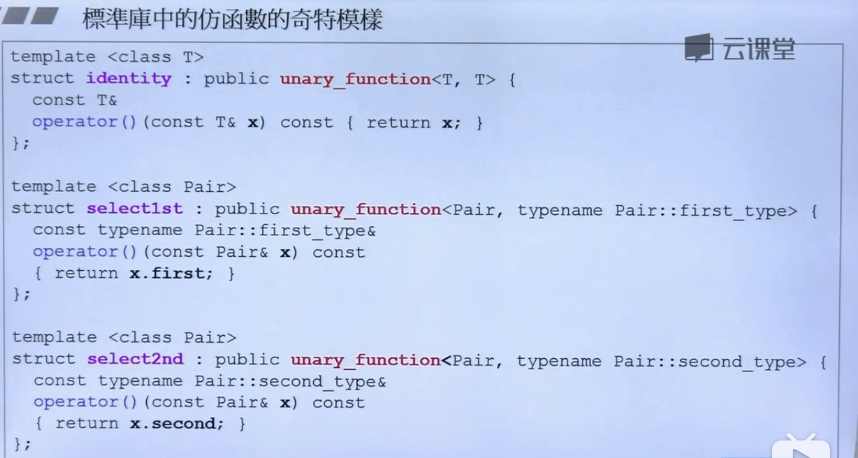 標準庫中的仿函數的奇特模樣
云课堂
template <class T>
struct identity : public unary_function<T, T> {
  const T&
  operator()(const T& x) const { return x; }
};
template <class Pair>
struct select1st : public unary_function<Pair, typename Pair::first_type> {
  const typename Pair::first_type&
  operator()(const Pair& x) const
  { return x.first; }
};
template <class Pair>
struct select2nd : public unary_function<Pair, typename Pair::second_type> {
  const typename Pair::second_type&
  operator()(const Pair& x) const
  { return x.second; }
};